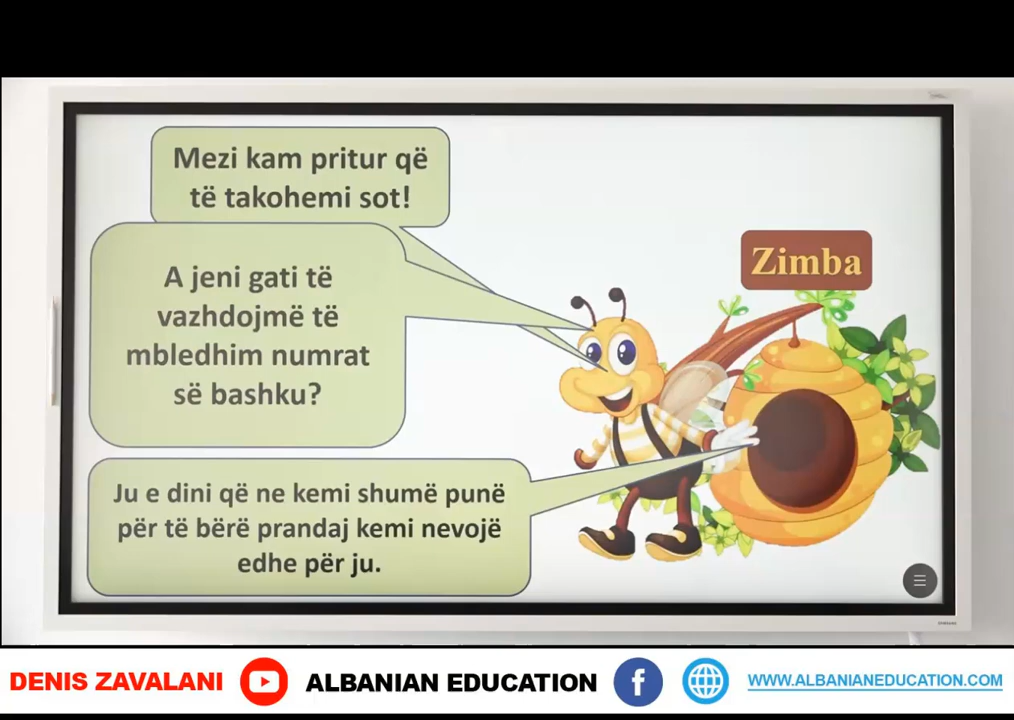 Mezi kam pritur që
të takohemi sot!
A jeni gati të
vazhdojmë të
mbledhim numrat
së bashku?
Zimba
Ju e dini që ne kemi shumë punë
për të bërë prandaj kemi nevojë
edhe për ju.
DENIS ZAVALANI
ALBANIAN EDUCATION
WWW.ALBANIANEDUCATION.COM